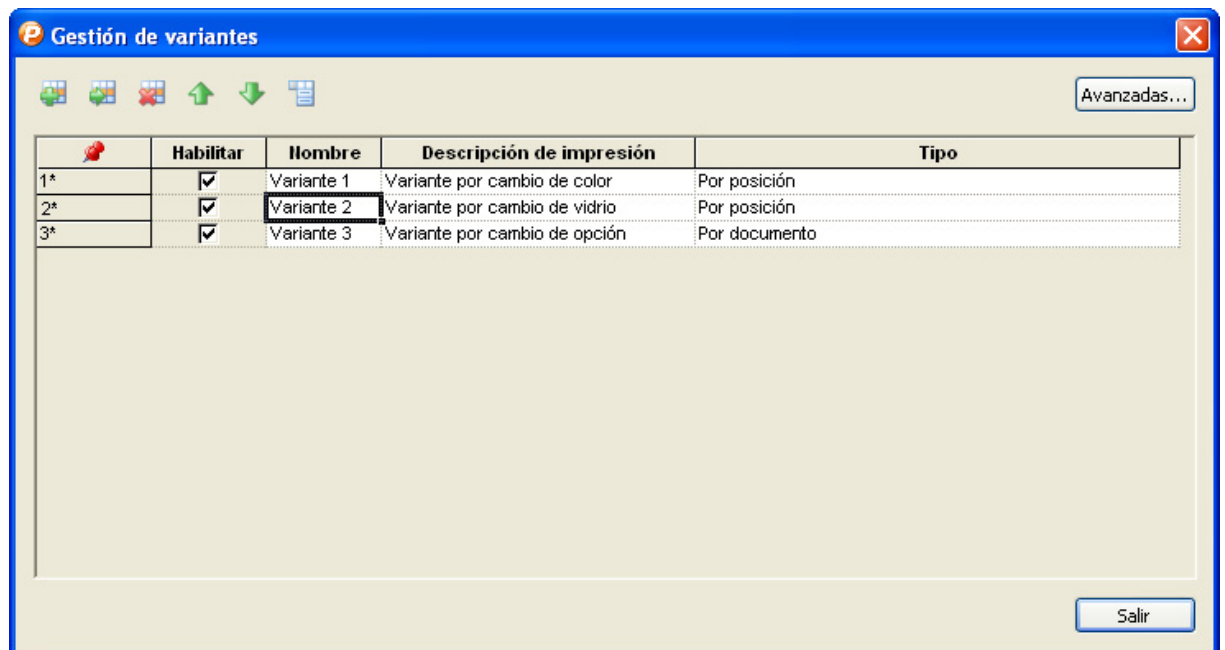 Gestión de variantes
Avanzadas...
Habilitar Nombre Descripción de impresión Tipo
1* Variante 1 Variante por cambio de color Por posición
2* Variante 2 Variante por cambio de vidrio Por posición
3* Variante 3 Variante por cambio de opción Por documento
Salir